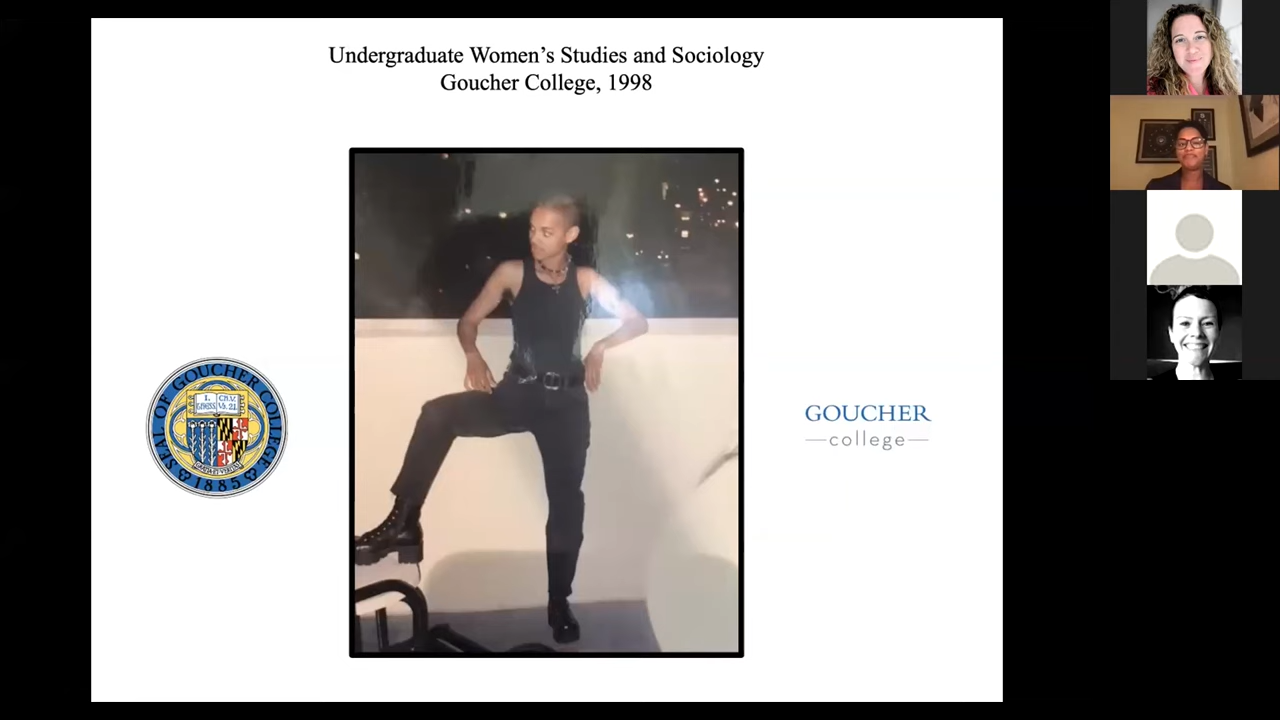 Undergraduate Women's Studies and Sociology
Goucher College, 1998
SEAL OF GOUCHER COLLEGE
1885
GOUCHER
college